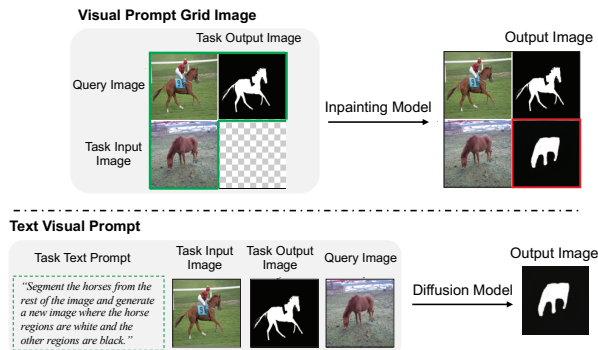 Visual Prompt Grid Image
Task Output Image
Output Image
Query Image
Inpainting Model
Task Input
Image
Text Visual Prompt
Task Text Prompt
Task Input
Image
Task Output
Image
Query Image
Output Image
“Segment the horses from the
rest of the image and generate
a new image where the horse
regions are white and the
other regions are black.”
Diffusion Model